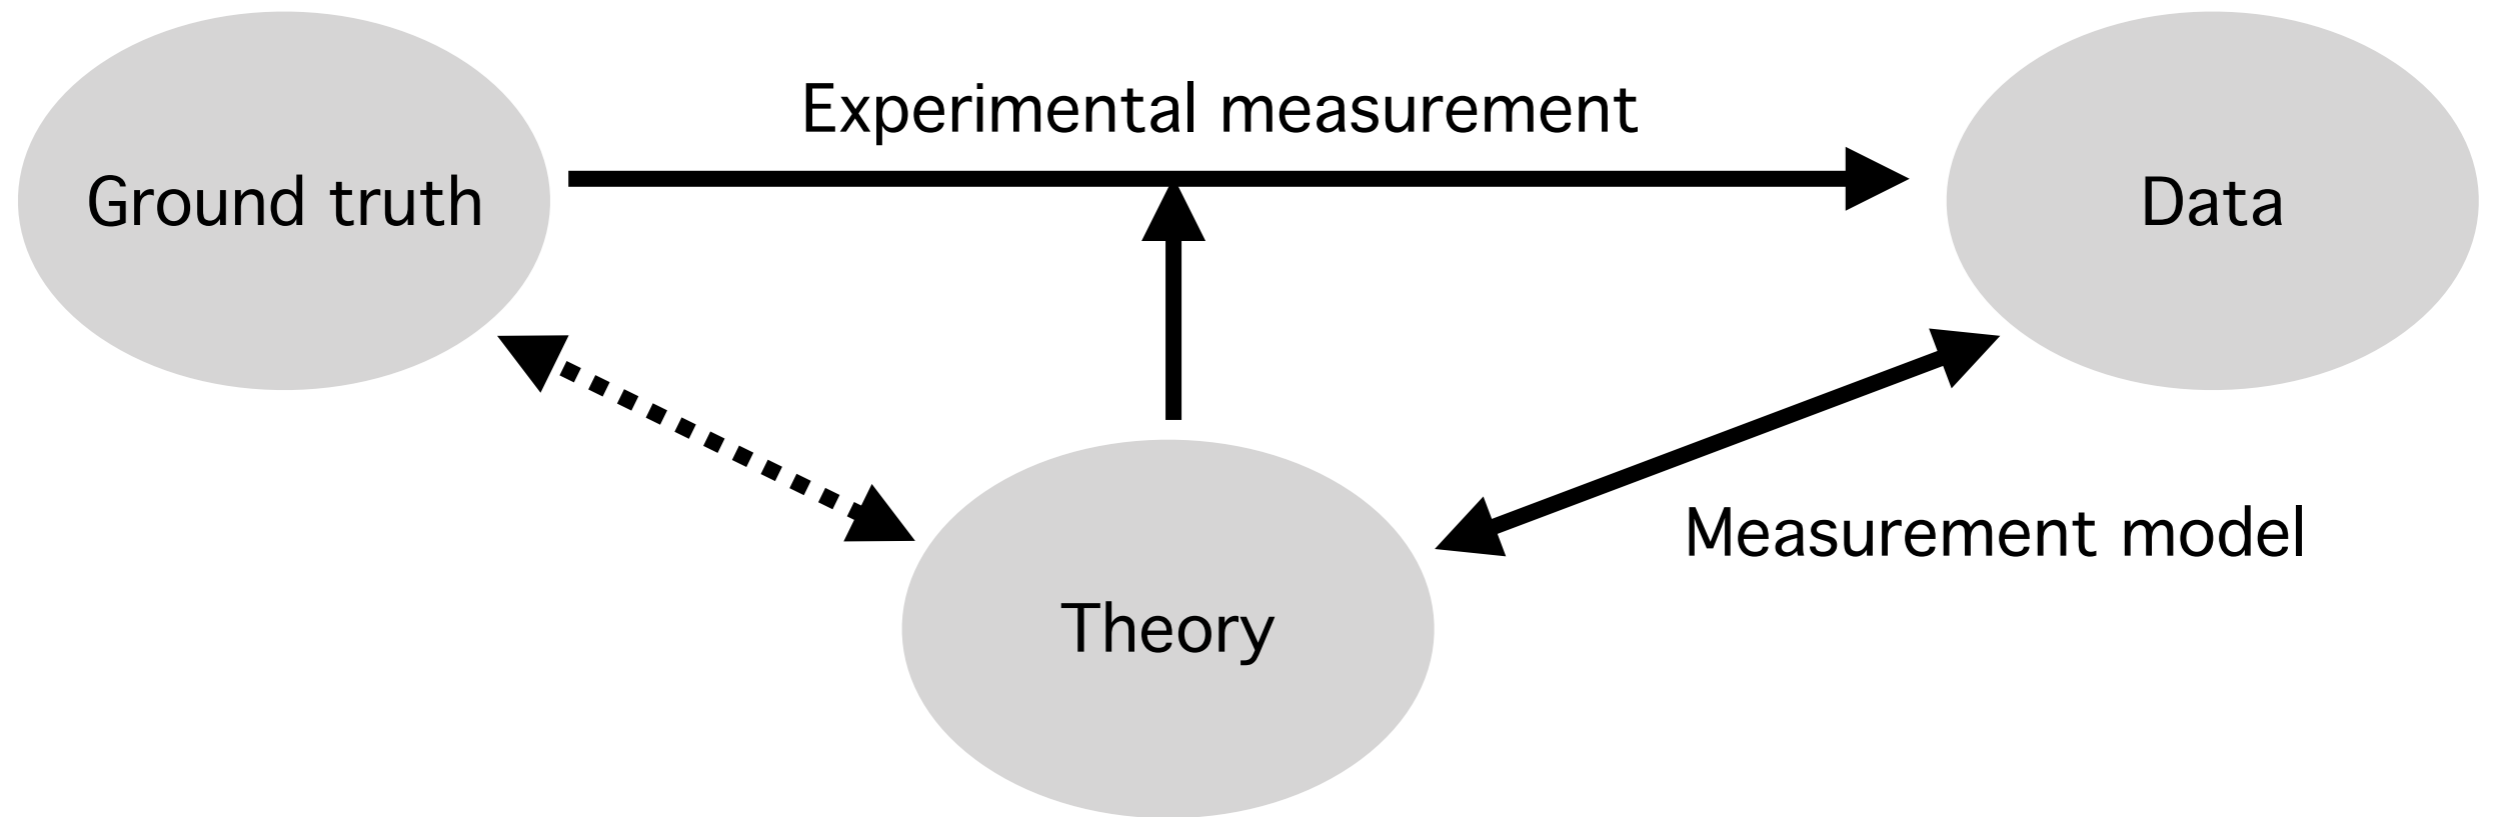 Experimental measurement
Ground truth
Data
Measurement model
Theory